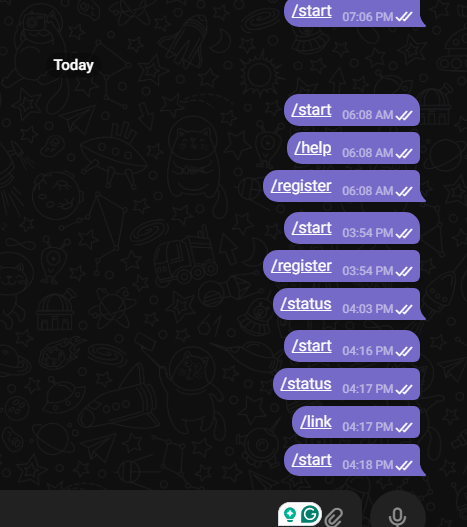 /start 07:06 PM
Today
/start 06:08 AM
/help 06:08 AM
/register 06:08 AM
/start 03:54 PM
/register 03:54 PM
/status 04:03 PM
/start 04:16 PM
/status 04:17 PM
/link 04:17 PM
/start 04:18 PM